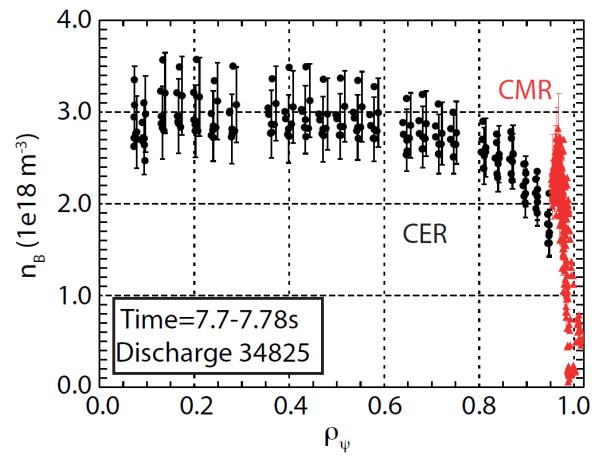 4.0
3.0
2.0
1.0
0.0
n_B (1e18 m⁻³)
CMR
CER
Time=7.7-7.78s
Discharge 34825
0.0 0.2 0.4 0.6 0.8 1.0
ρ_ψ